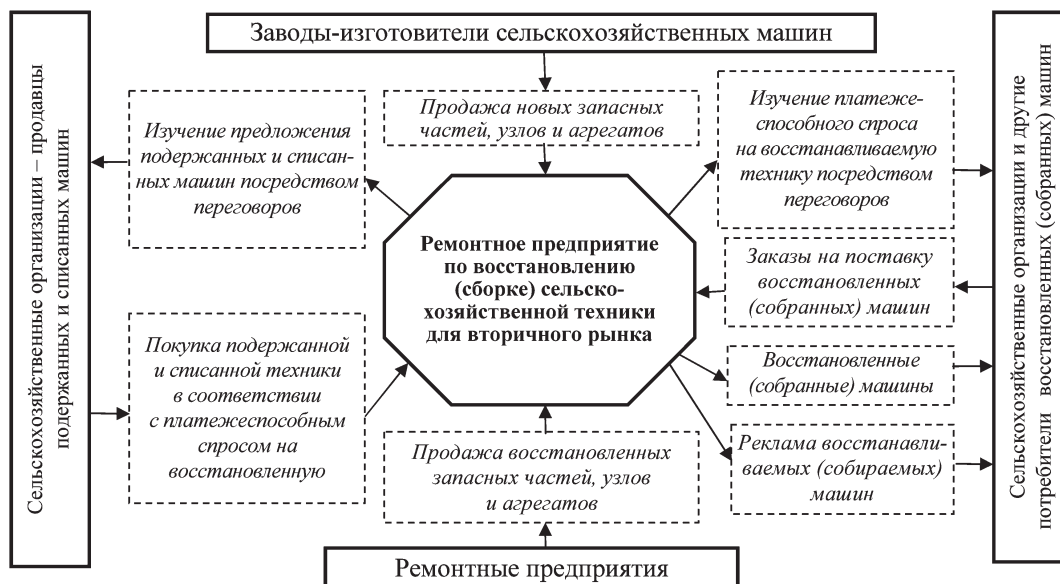 Заводы-изготовители сельскохозяйственных машин
Сельскохозяйственные организации – продавцы
подержанных и списанных машин
Изучение предложения
подержанных и списан-
ных машин посредством
переговоров
Продажа новых запасных
частей, узлов и агрегатов
Изучение платеже-
способного спроса
на восстанавливаемую
технику посредством
переговоров
Сельскохозяйственные организации и другие
потребители восстановленных (собранных) машин
Ремонтное предприятие
по восстановлению
(сборке) сельско-
хозяйственной техники
для вторичного рынка
Заказы на поставку
восстановленных
(собранных) машин
Покупка подержанной
и списанной техники
в соответствии
с платежеспособным
спросом на
восстановленную
Восстановленные
(собранные) машины
Продажа восстановленных
запасных частей, узлов
и агрегатов
Реклама восстанавли-
ваемых (собираемых)
машин
Ремонтные предприятия